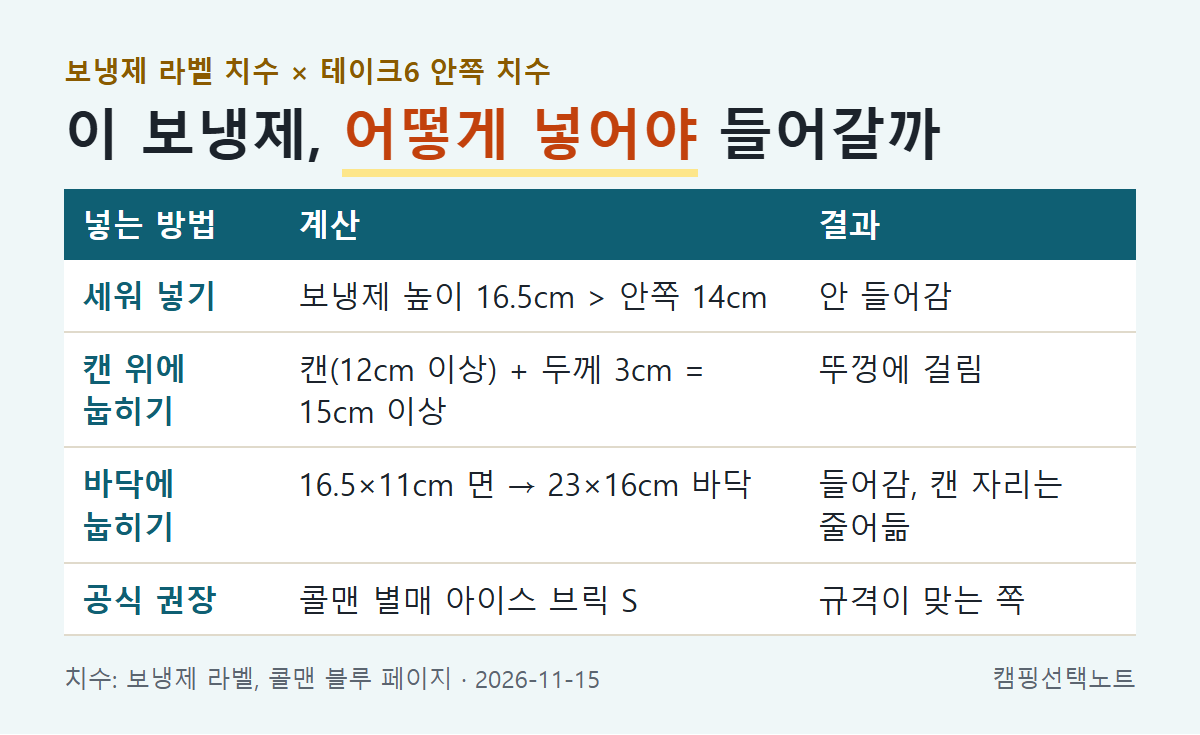 보냉제 라벨 치수 × 테이크6 안쪽 치수
이 보냉제, 어떻게 넣어야 들어갈까
넣는 방법 계산 결과
세워 넣기 보냉제 높이 16.5cm > 안쪽 14cm 안 들어감
캔 위에 캔(12cm 이상) + 두께 3cm = 뚜껑에 걸림
눕히기 15cm 이상
바닥에 16.5×11cm 면 → 23×16cm 바닥 들어감, 캔 자리는
눕히기 줄어듦
공식 권장 콜맨 별매 아이스 브릭 S 규격이 맞는 쪽
치수: 보냉제 라벨, 콜맨 블루 페이지 · 2026-11-15 캠핑선택노트